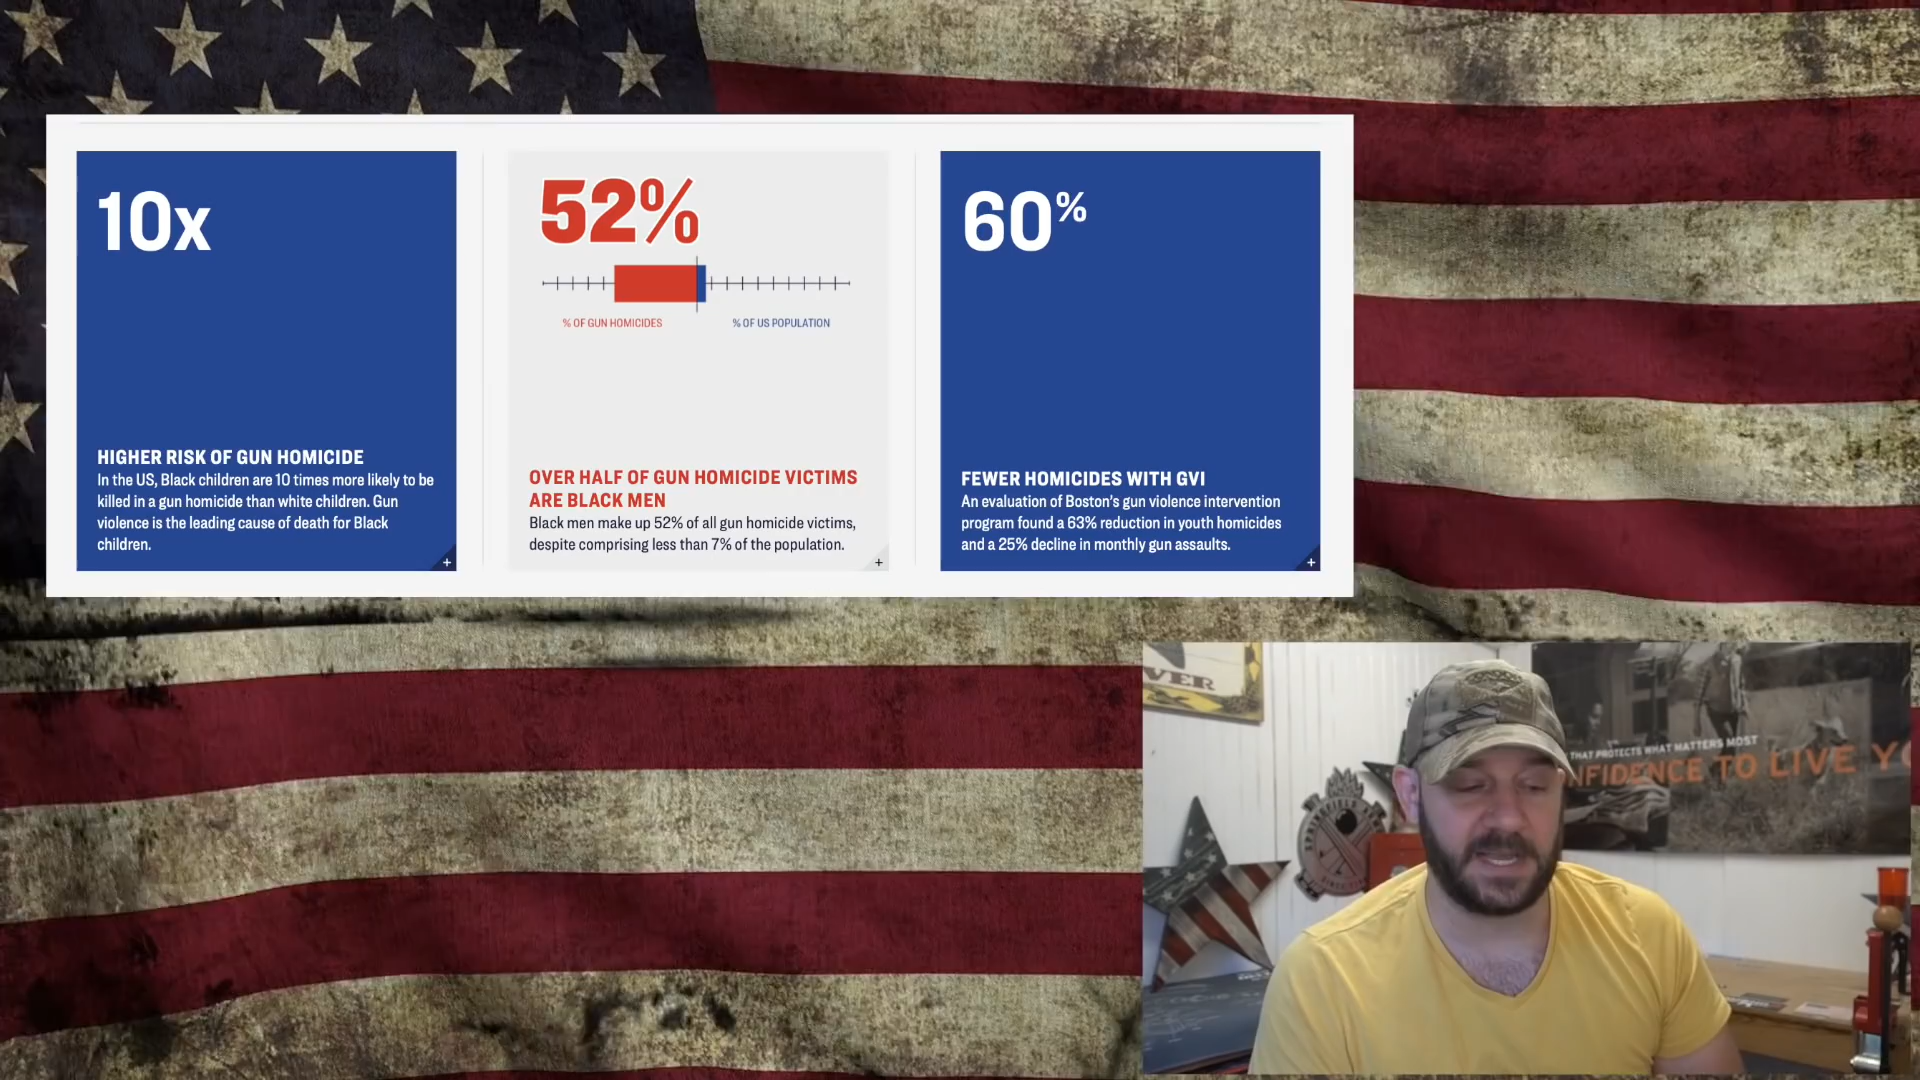 10x
HIGHER RISK OF GUN HOMICIDE
In the US, Black children are 10 times more likely to be
killed in a gun homicide than white children. Gun
violence is the leading cause of death for Black
children.
+
52%
% OF GUN HOMICIDES
% OF US POPULATION
OVER HALF OF GUN HOMICIDE VICTIMS
ARE BLACK MEN
Black men make up 52% of all gun homicide victims,
despite comprising less than 7% of the population.
+
60%
FEWER HOMICIDES WITH GVI
An evaluation of Boston's gun violence intervention
program found a 63% reduction in youth homicides
and a 25% decline in monthly gun assaults.
+
VER
THAT PROTECTS WHAT MATTERS MOST
NFIDENCE TO LIVE YO
SPRINGFIELD